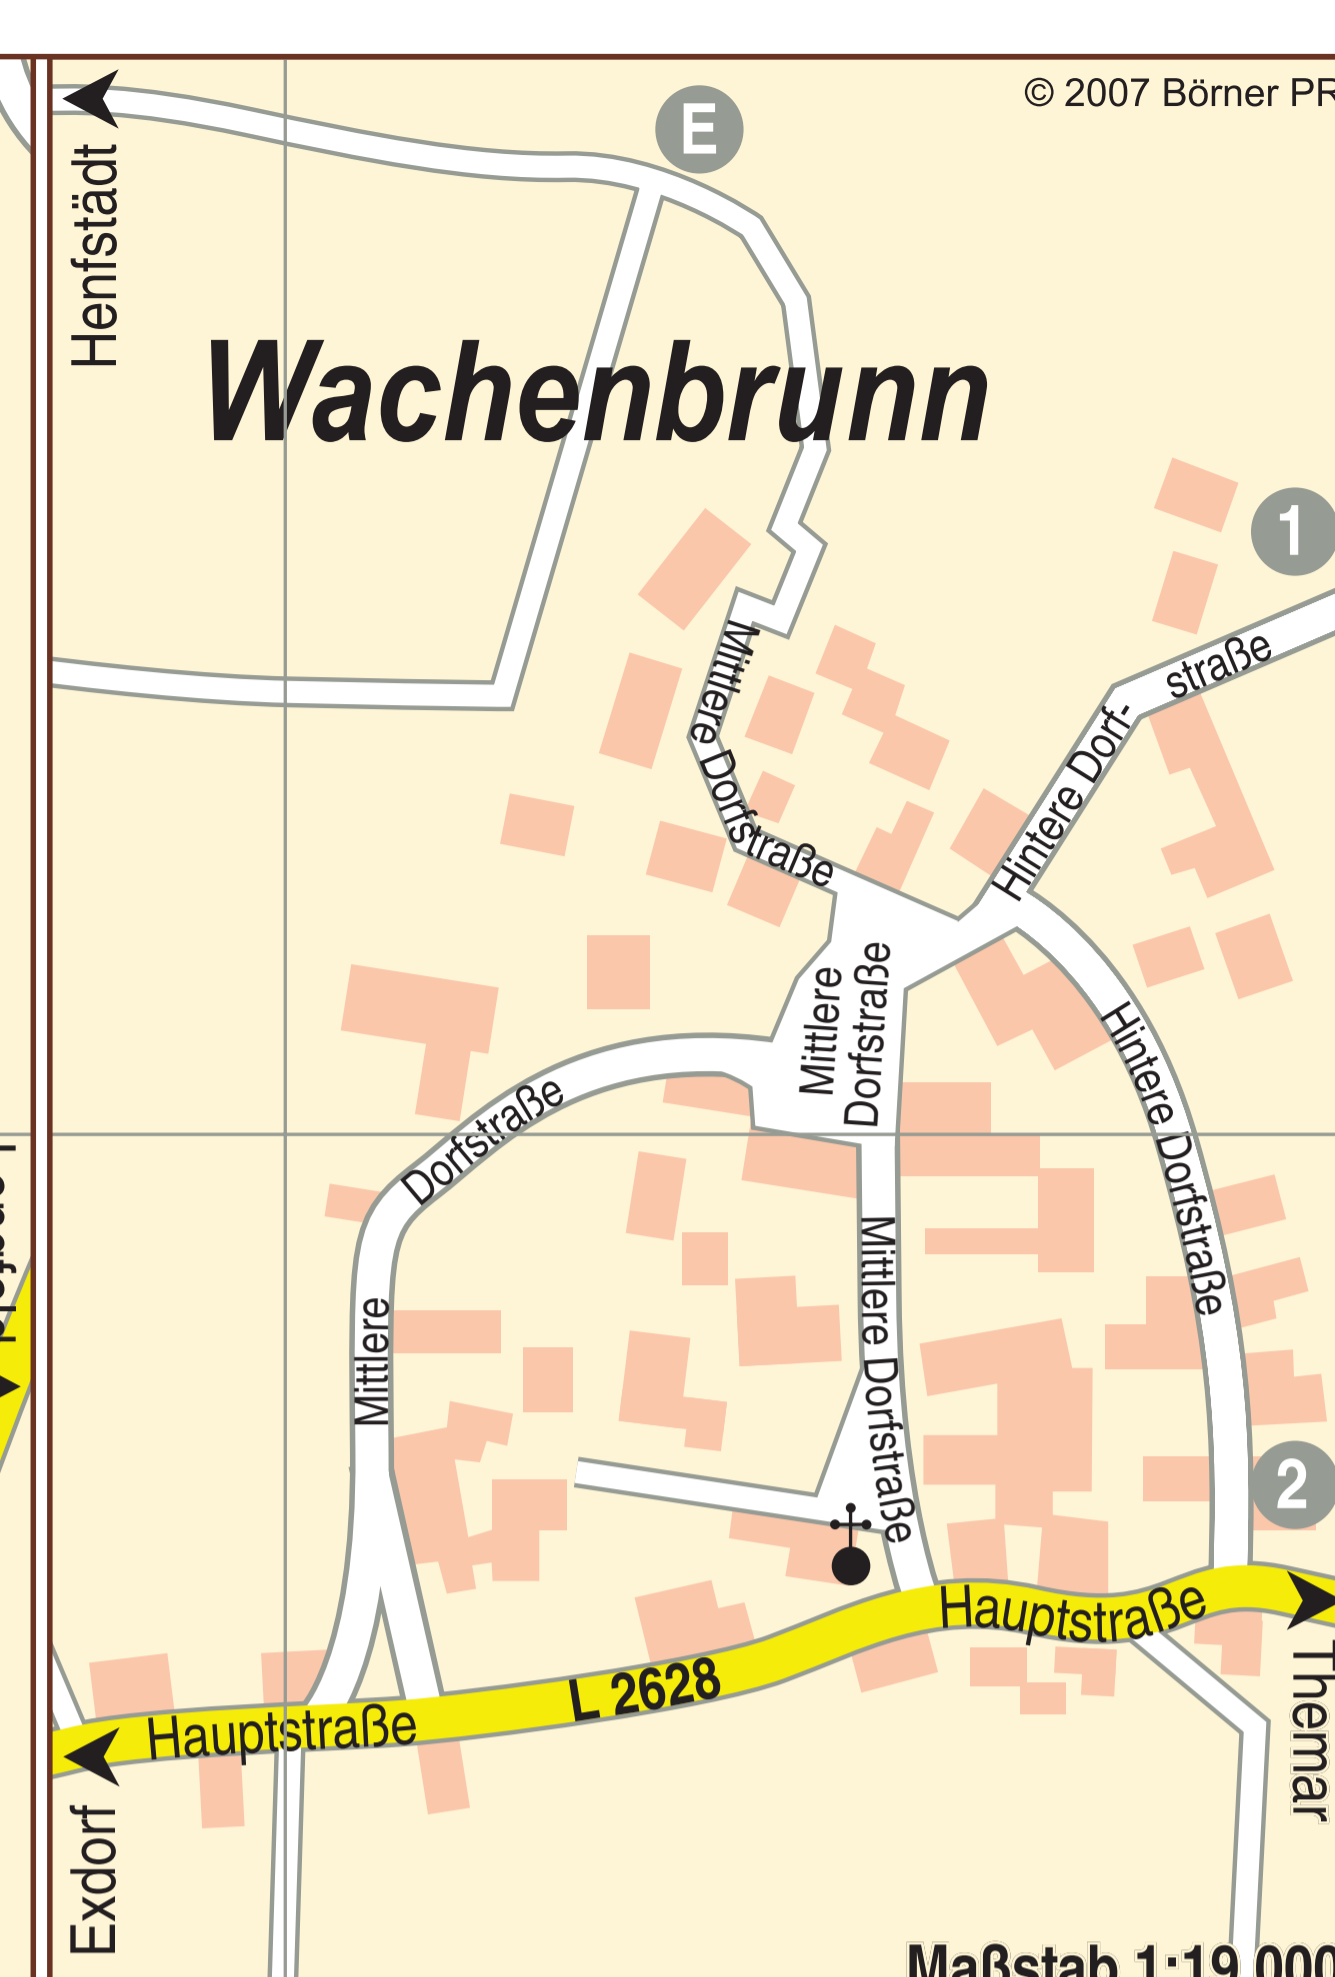 © 2007 Börner PR
E
Henfstädt
Wachenbrunn
1
straße
Hintere Dorf-
Mittlere Dorfstraße
Mittlere
Dorfstraße
Hintere Dorfstraße
Dorfstraße
Mittlere
Mittlere Dorfstraße
2
Hauptstraße
L 2628
Hauptstraße
Themar
Exdorf
Maßstab 1:19 000